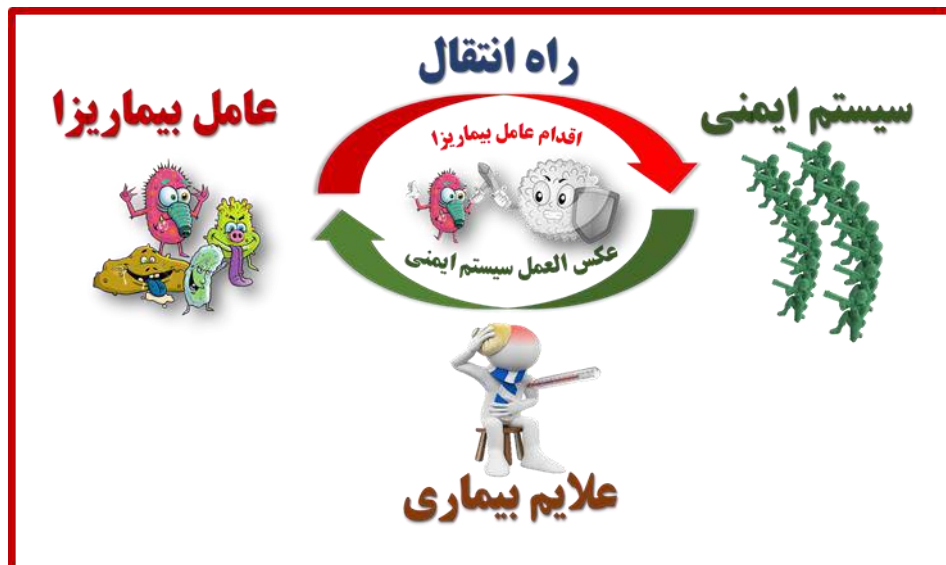 راه انتقال
سیستم ایمنی
عامل بیماریزا
اقدام عامل بیماریزا
عکس العمل سیستم ایمنی
علایم بیماری